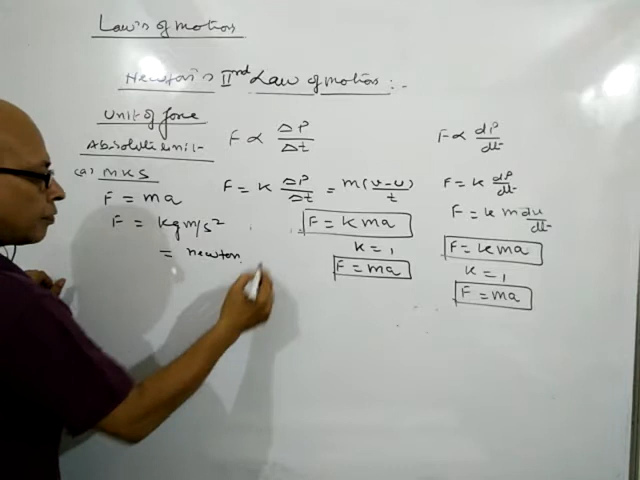 Laws of motion
Newton's IInd Law of motion :-
Unit of force
Absolute unit-
(a) MKS
F = ma
F = kgm/s²
= newton.
F ∝ ΔP/Δt
F = K ΔP/Δt = m(v-u)/t
F = Kma
K = 1
F = ma
F ∝ dP/dt
F = K dP/dt
F = K m du/dt
F = Kma
K = 1
F = ma